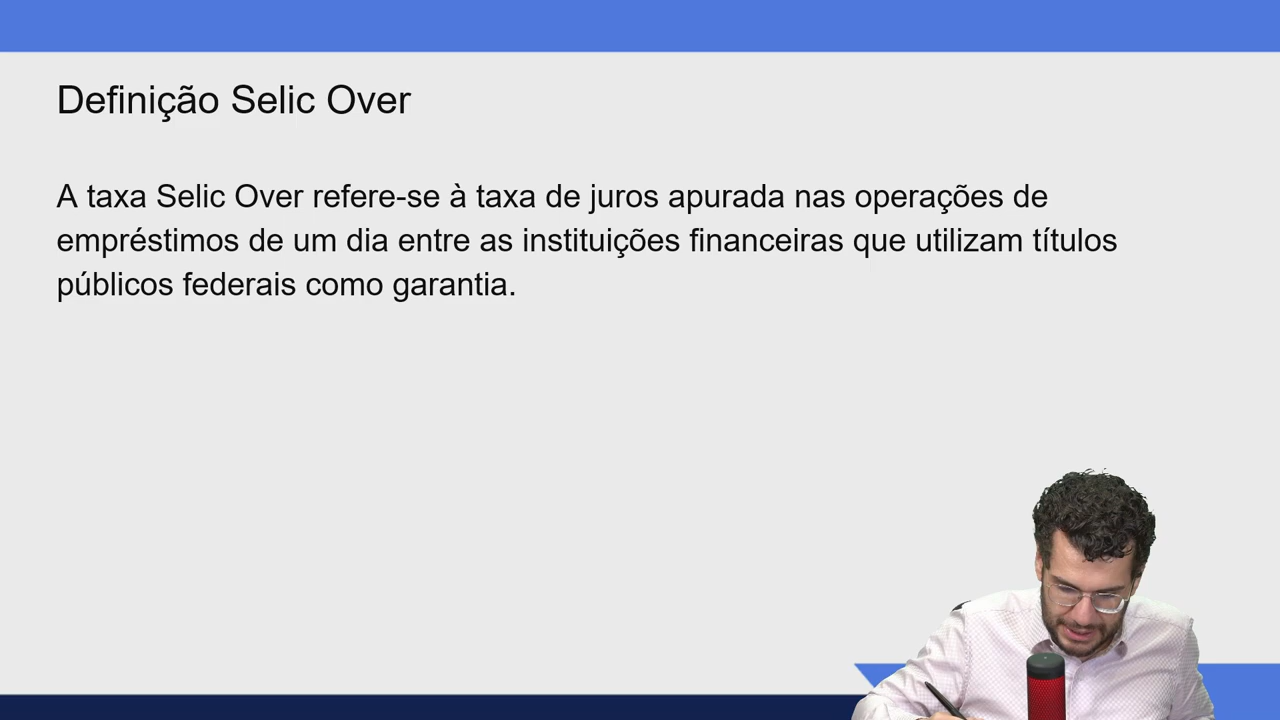 Definição Selic Over
A taxa Selic Over refere-se à taxa de juros apurada nas operações de
empréstimos de um dia entre as instituições financeiras que utilizam títulos
públicos federais como garantia.